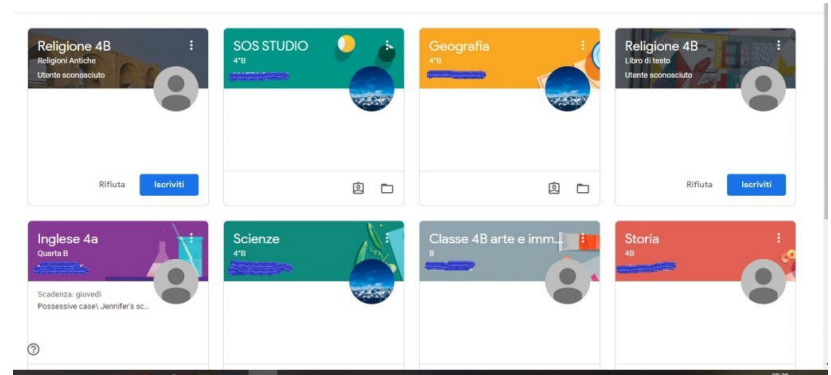 Religione 4B
Religioni Antiche
Utente sconosciuto
Rifiuta
Iscriviti
SOS STUDIO
4^B
Geografia
4^B
Religione 4B
Libro di testo
Utente sconosciuto
Rifiuta
Iscriviti
Inglese 4a
Quarta B
Scadenza: giovedì
Possessive case\ Jennifer's sc...
Scienze
4^B
Classe 4B arte e imm...
B
Storia
4B